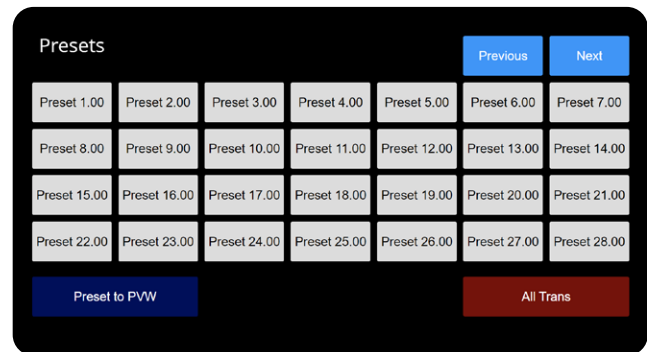 Presets
Previous Next
Preset 1.00 Preset 2.00 Preset 3.00 Preset 4.00 Preset 5.00 Preset 6.00 Preset 7.00
Preset 8.00 Preset 9.00 Preset 10.00 Preset 11.00 Preset 12.00 Preset 13.00 Preset 14.00
Preset 15.00 Preset 16.00 Preset 17.00 Preset 18.00 Preset 19.00 Preset 20.00 Preset 21.00
Preset 22.00 Preset 23.00 Preset 24.00 Preset 25.00 Preset 26.00 Preset 27.00 Preset 28.00
Preset to PVW All Trans